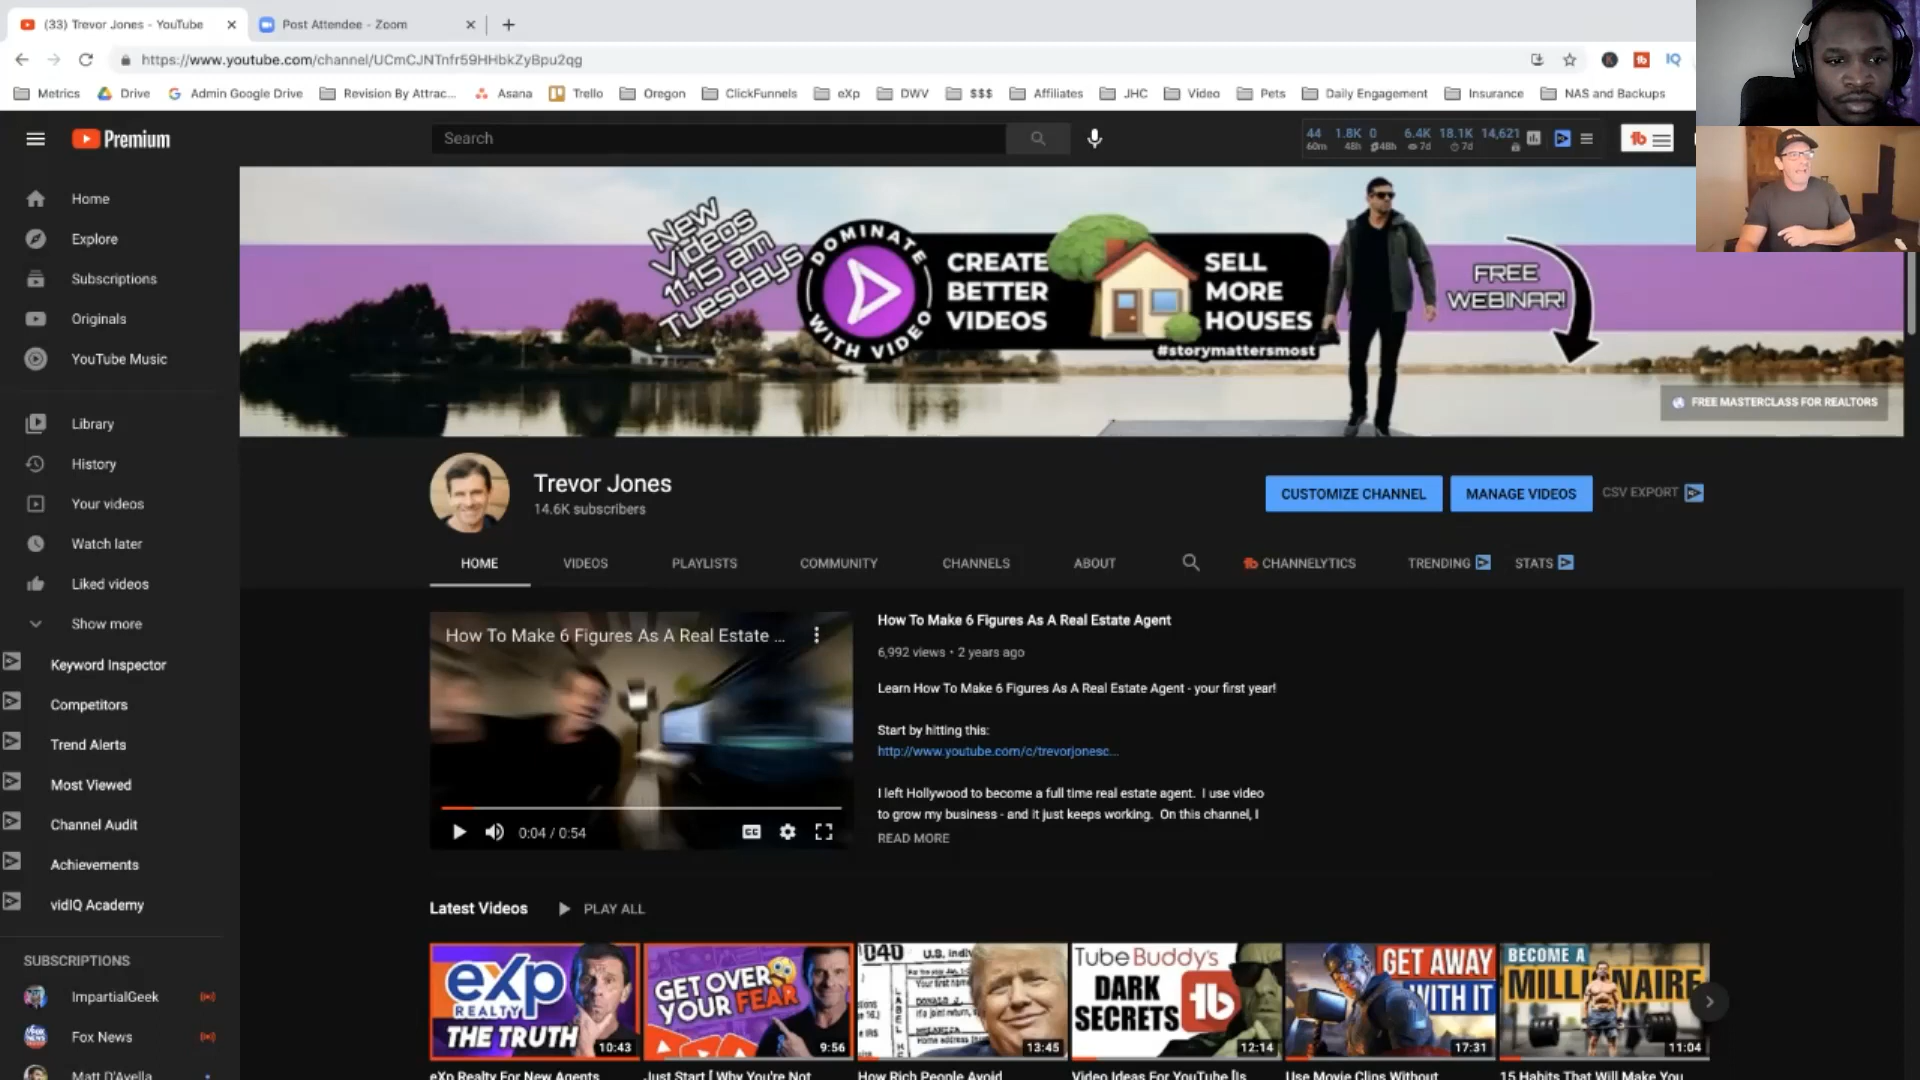 (33) Trevor Jones - YouTube
Post Attendee - Zoom
https://www.youtube.com/channel/UCmCJNTnfr59HHbkZyBpu2qg
Metrics
Drive
Admin Google Drive
Revision By Attrac...
Asana
Trello
Oregon
ClickFunnels
eXp
DWV
$$$
Affiliates
JHC
Video
Pets
Daily Engagement
Insurance
NAS and Backups
Premium
Search
44 1.8K 0 6.4K 18.1K 14,621
60m 48h 48h 7d 7d
Home
Explore
Subscriptions
Originals
YouTube Music
Library
History
Your videos
Watch later
Liked videos
Show more
Keyword Inspector
Competitors
Trend Alerts
Most Viewed
Channel Audit
Achievements
vidIQ Academy
SUBSCRIPTIONS
ImpartialGeek
Fox News
Matt D'Avella
New
Videos
11:15 am
Tuesdays
DOMINATE
WITH VIDEO
CREATE
BETTER
VIDEOS
SELL
MORE
HOUSES
#storymattersmost
FREE
WEBINAR!
FREE MASTERCLASS FOR REALTORS
Trevor Jones
14.6K subscribers
CUSTOMIZE CHANNEL
MANAGE VIDEOS
CSV EXPORT
HOME
VIDEOS
PLAYLISTS
COMMUNITY
CHANNELS
ABOUT
CHANNELYTICS
TRENDING
STATS
How To Make 6 Figures As A Real Estate ...
0:04 / 0:54
CC
How To Make 6 Figures As A Real Estate Agent
6,992 views • 2 years ago
Learn How To Make 6 Figures As A Real Estate Agent - your first year!
Start by hitting this:
http://www.youtube.com/c/trevorjonesc...
I left Hollywood to become a full time real estate agent. I use video
to grow my business - and it just keeps working. On this channel, I
READ MORE
Latest Videos
PLAY ALL
eXp
REALTY
THE TRUTH
10:43
GET OVER
YOUR FEAR
9:56
U.S. Indiv
13:45
TubeBuddy's
DARK
SECRETS
tb
12:14
GET AWAY
WITH IT
17:31
BECOME A
MILLIONAIRE
11:04
eXp Realty For New Agents
Just Start [ Why You're Not
How Rich People Avoid
Video Ideas For YouTube [Is
Use Movie Clips Without
15 Habits That Will Make You